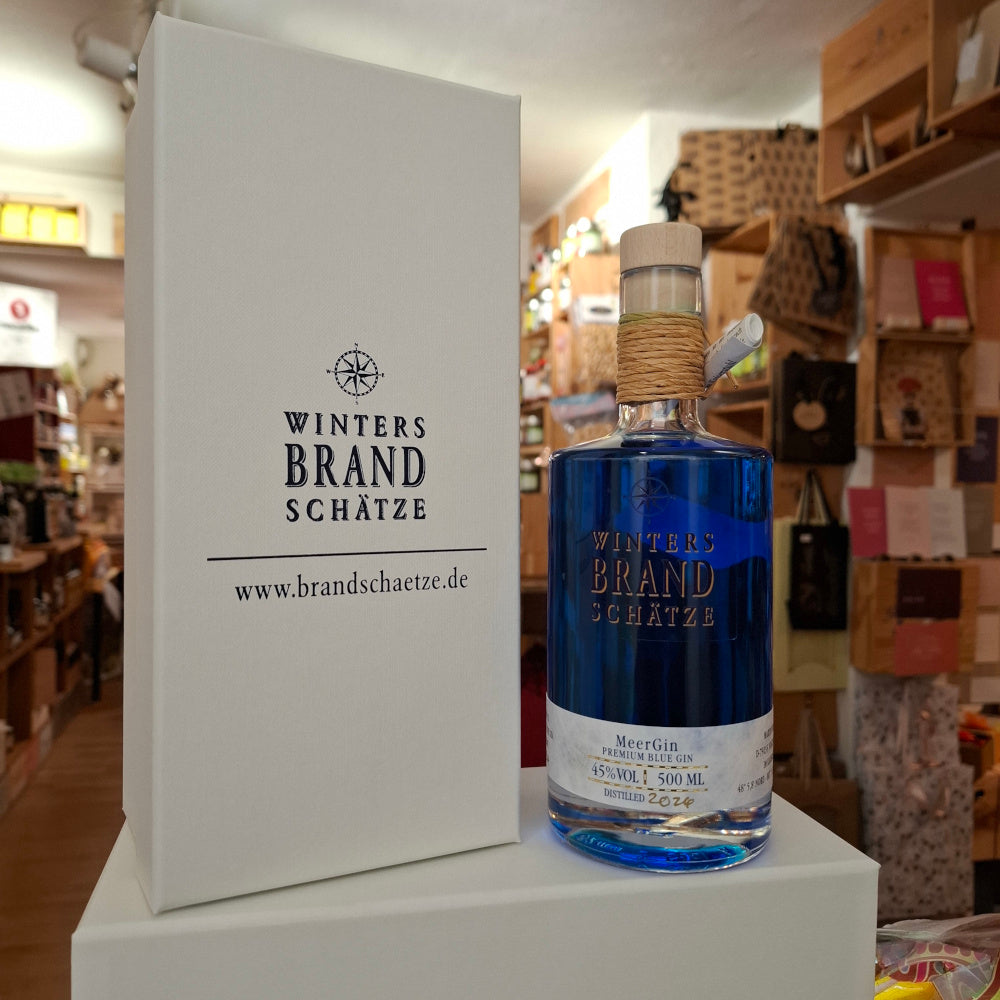 WINTERS
BRAND
SCHÄTZE
www.brandschaetze.de
WINTERS
BRAND
SCHÄTZE
MeerGin
PREMIUM BLUE GIN
45%VOL 500 ML
DISTILLED 2024